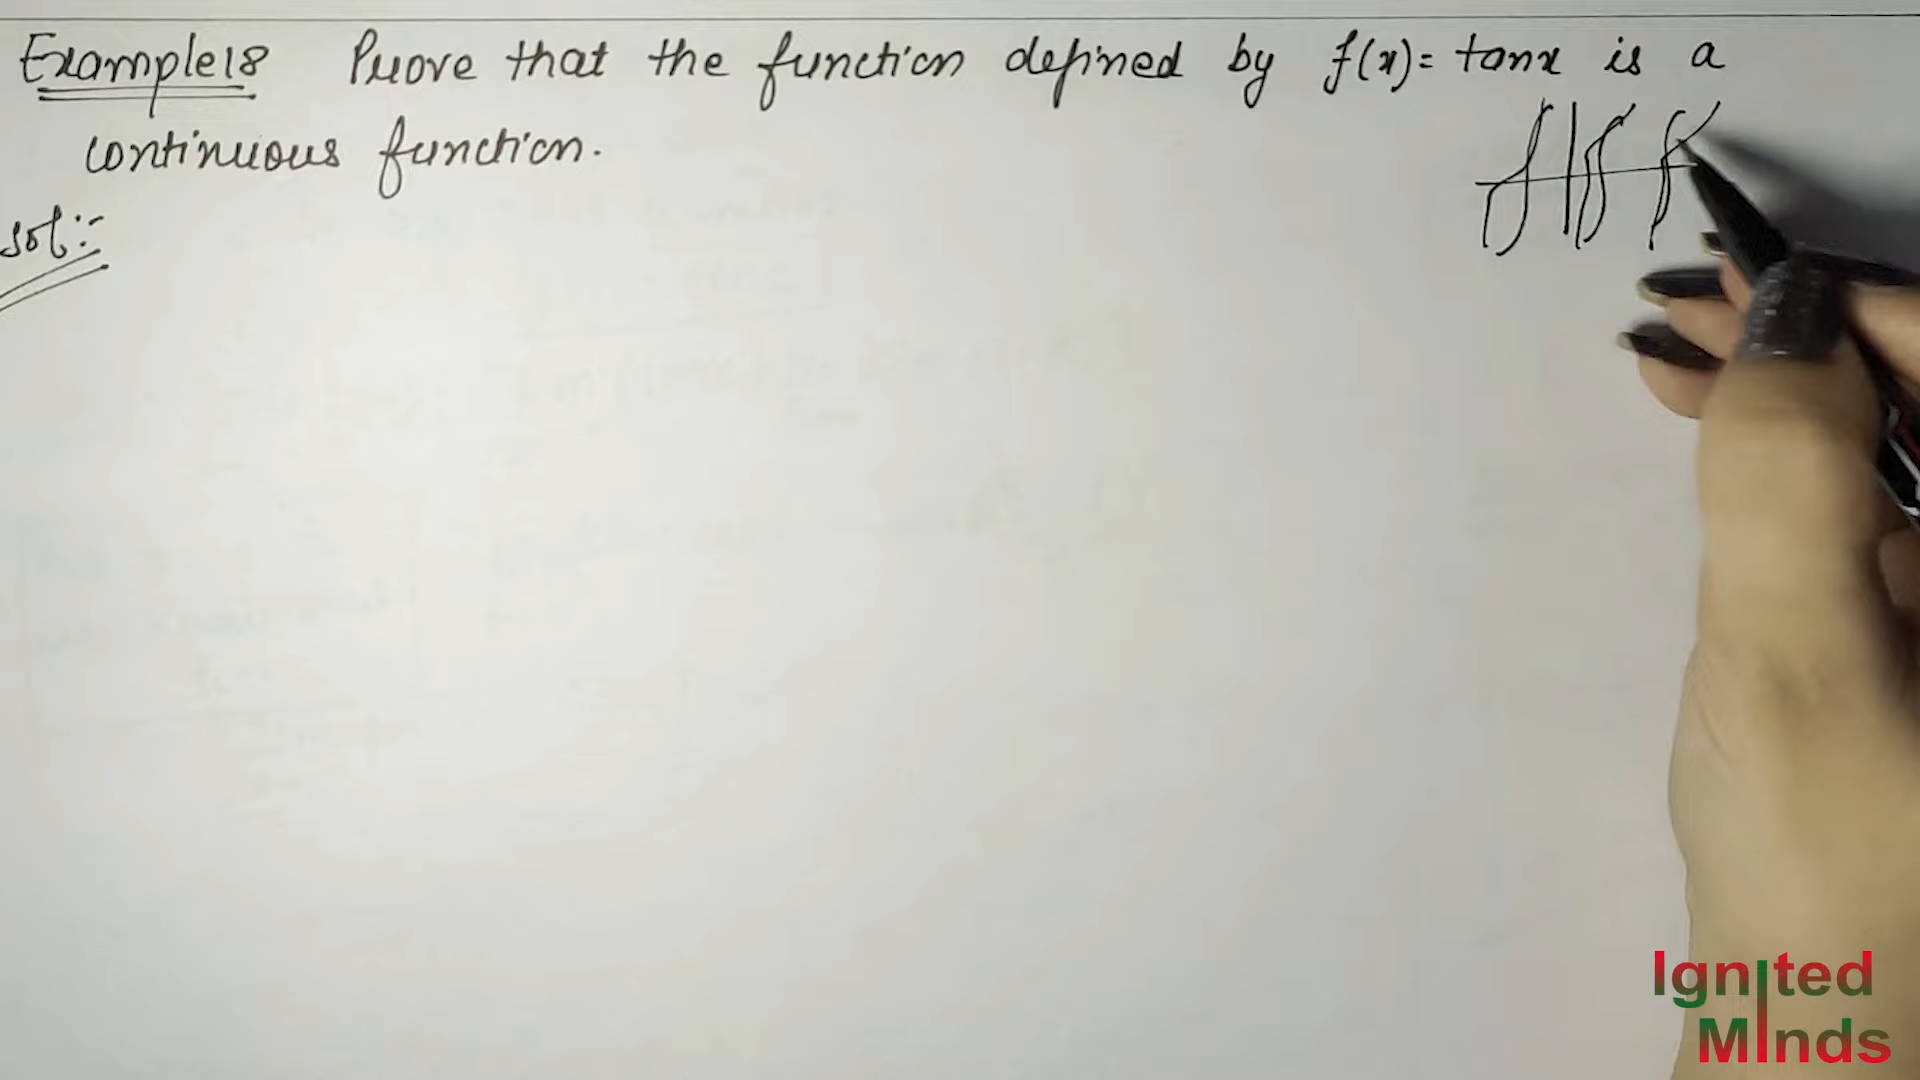 Example18 Prove that the function defined by f(x)= tanx is a
continuous function.
sol:-
Ignited
Minds